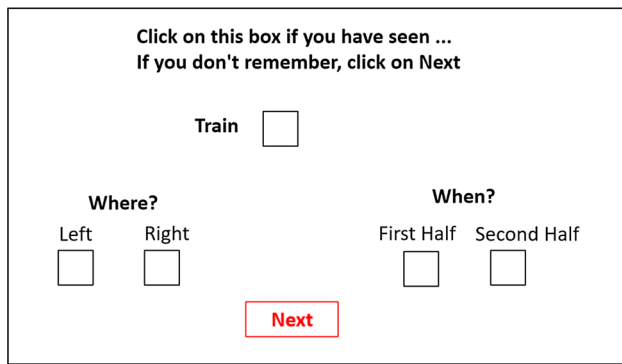 Click on this box if you have seen ...
If you don't remember, click on Next
Train
Where?
Left Right
When?
First Half Second Half
Next